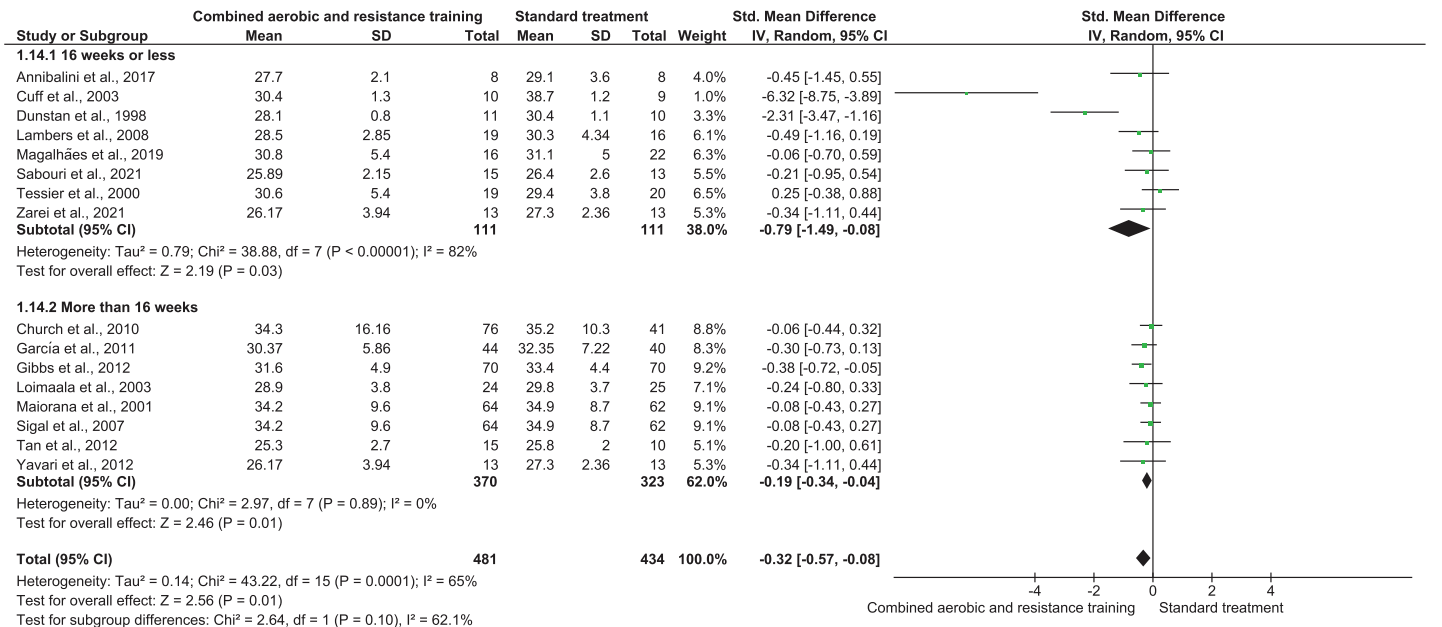 Combined aerobic and resistance training Standard treatment Std. Mean Difference Std. Mean Difference
Study or Subgroup Mean SD Total Mean SD Total Weight IV, Random, 95% CI IV, Random, 95% CI
1.14.1 16 weeks or less
Annibalini et al., 2017 27.7 2.1 8 29.1 3.6 8 4.0% -0.45 [-1.45, 0.55]
Cuff et al., 2003 30.4 1.3 10 38.7 1.2 9 1.0% -6.32 [-8.75, -3.89]
Dunstan et al., 1998 28.1 0.8 11 30.4 1.1 10 3.3% -2.31 [-3.47, -1.16]
Lambers et al., 2008 28.5 2.85 19 30.3 4.34 16 6.1% -0.49 [-1.16, 0.19]
Magalhães et al., 2019 30.8 5.4 16 31.1 5 22 6.3% -0.06 [-0.70, 0.59]
Sabouri et al., 2021 25.89 2.15 15 26.4 2.6 13 5.5% -0.21 [-0.95, 0.54]
Tessier et al., 2000 30.6 5.4 19 29.4 3.8 20 6.5% 0.25 [-0.38, 0.88]
Zarei et al., 2021 26.17 3.94 13 27.3 2.36 13 5.3% -0.34 [-1.11, 0.44]
Subtotal (95% CI) 111 111 38.0% -0.79 [-1.49, -0.08]
Heterogeneity: Tau² = 0.79; Chi² = 38.88, df = 7 (P < 0.00001); I² = 82%
Test for overall effect: Z = 2.19 (P = 0.03)
1.14.2 More than 16 weeks
Church et al., 2010 34.3 16.16 76 35.2 10.3 41 8.8% -0.06 [-0.44, 0.32]
García et al., 2011 30.37 5.86 44 32.35 7.22 40 8.3% -0.30 [-0.73, 0.13]
Gibbs et al., 2012 31.6 4.9 70 33.4 4.4 70 9.2% -0.38 [-0.72, -0.05]
Loimaala et al., 2003 28.9 3.8 24 29.8 3.7 25 7.1% -0.24 [-0.80, 0.33]
Maiorana et al., 2001 34.2 9.6 64 34.9 8.7 62 9.1% -0.08 [-0.43, 0.27]
Sigal et al., 2007 34.2 9.6 64 34.9 8.7 62 9.1% -0.08 [-0.43, 0.27]
Tan et al., 2012 25.3 2.7 15 25.8 2 10 5.1% -0.20 [-1.00, 0.61]
Yavari et al., 2012 26.17 3.94 13 27.3 2.36 13 5.3% -0.34 [-1.11, 0.44]
Subtotal (95% CI) 370 323 62.0% -0.19 [-0.34, -0.04]
Heterogeneity: Tau² = 0.00; Chi² = 2.97, df = 7 (P = 0.89); I² = 0%
Test for overall effect: Z = 2.46 (P = 0.01)
Total (95% CI) 481 434 100.0% -0.32 [-0.57, -0.08]
Heterogeneity: Tau² = 0.14; Chi² = 43.22, df = 15 (P = 0.0001); I² = 65%
Test for overall effect: Z = 2.56 (P = 0.01)
Test for subgroup differences: Chi² = 2.64, df = 1 (P = 0.10), I² = 62.1%
-4 -2 0 2 4
Combined aerobic and resistance training Standard treatment